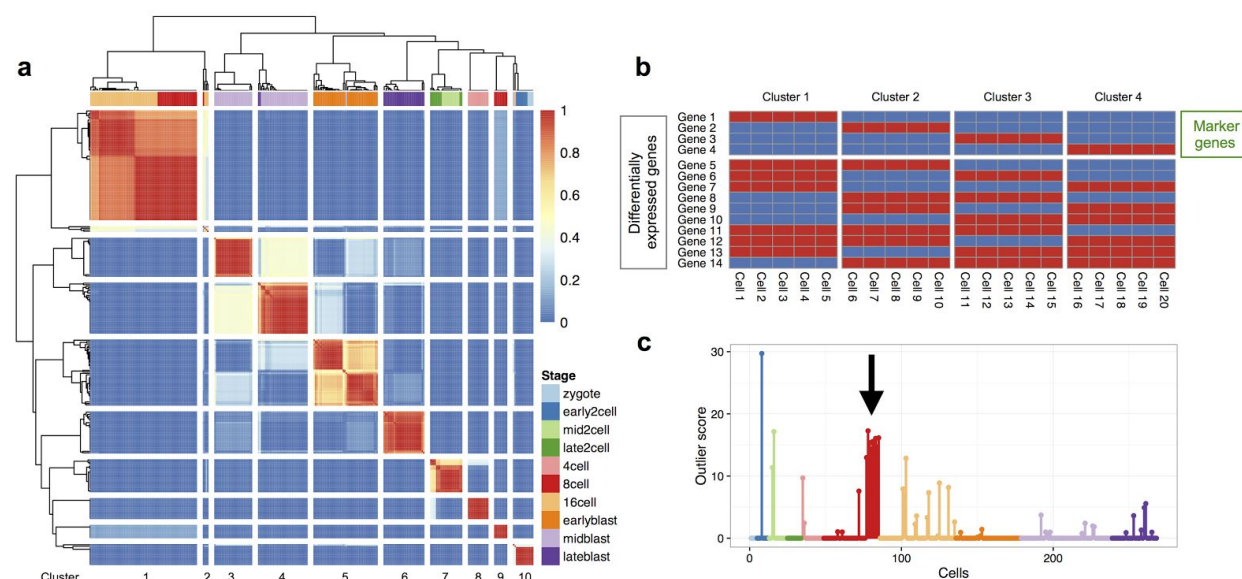 a
1
0.8
0.6
0.4
0.2
0
Stage
zygote
early2cell
mid2cell
late2cell
4cell
8cell
16cell
earlyblast
midblast
lateblast
Cluster 1 2 3 4 5 6 7 8 9 10
b
Cluster 1 Cluster 2 Cluster 3 Cluster 4
Differentially
expressed genes
Gene 1
Gene 2
Gene 3
Gene 4
Gene 5
Gene 6
Gene 7
Gene 8
Gene 9
Gene 10
Gene 11
Gene 12
Gene 13
Gene 14
Marker
genes
Cell 1
Cell 2
Cell 3
Cell 4
Cell 5
Cell 6
Cell 7
Cell 8
Cell 9
Cell 10
Cell 11
Cell 12
Cell 13
Cell 14
Cell 15
Cell 16
Cell 17
Cell 18
Cell 19
Cell 20
c
Outlier score
30
20
10
0
0 100 200
Cells